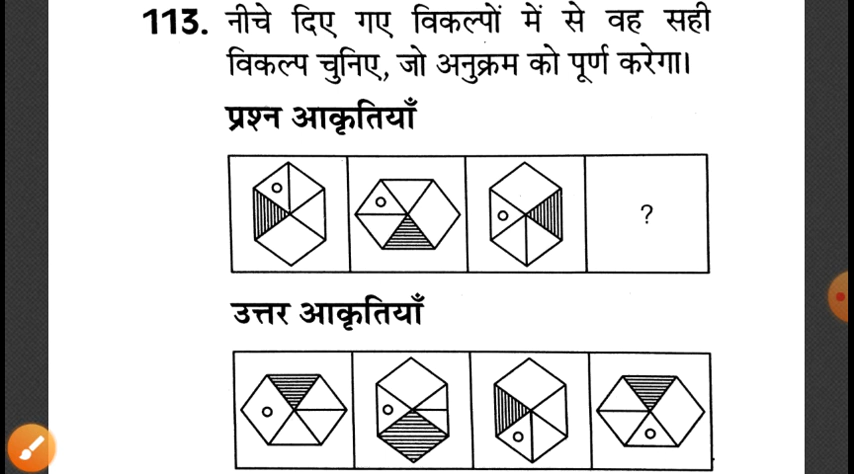 113. नीचे दिए गए विकल्पों में से वह सही
विकल्प चुनिए, जो अनुक्रम को पूर्ण करेगा।
प्रश्न आकृतियाँ
?
उत्तर आकृतियाँ